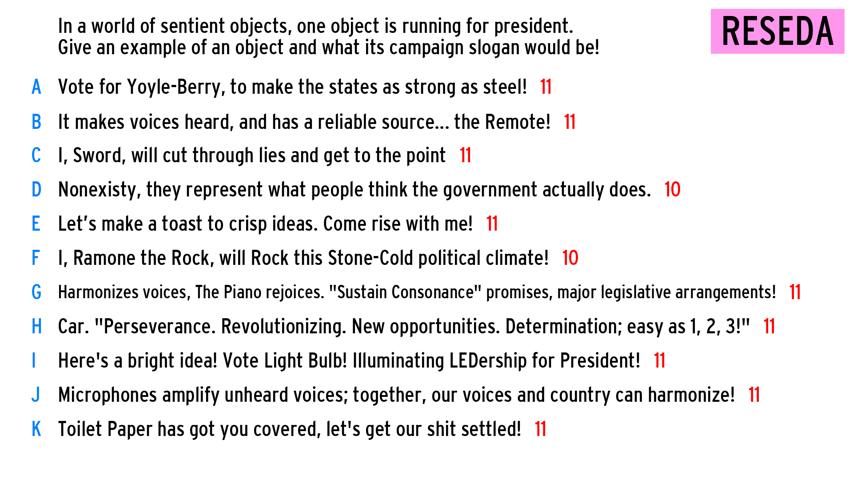 In a world of sentient objects, one object is running for president.
Give an example of an object and what its campaign slogan would be!
RESEDA
A Vote for Yoyle-Berry, to make the states as strong as steel! 11
B It makes voices heard, and has a reliable source... the Remote! 11
C I, Sword, will cut through lies and get to the point 11
D Nonexisty, they represent what people think the government actually does. 10
E Let's make a toast to crisp ideas. Come rise with me! 11
F I, Ramone the Rock, will Rock this Stone-Cold political climate! 10
G Harmonizes voices, The Piano rejoices. "Sustain Consonance" promises, major legislative arrangements! 11
H Car. "Perseverance. Revolutionizing. New opportunities. Determination; easy as 1, 2, 3!" 11
I Here's a bright idea! Vote Light Bulb! Illuminating LEDership for President! 11
J Microphones amplify unheard voices; together, our voices and country can harmonize! 11
K Toilet Paper has got you covered, let's get our shit settled! 11